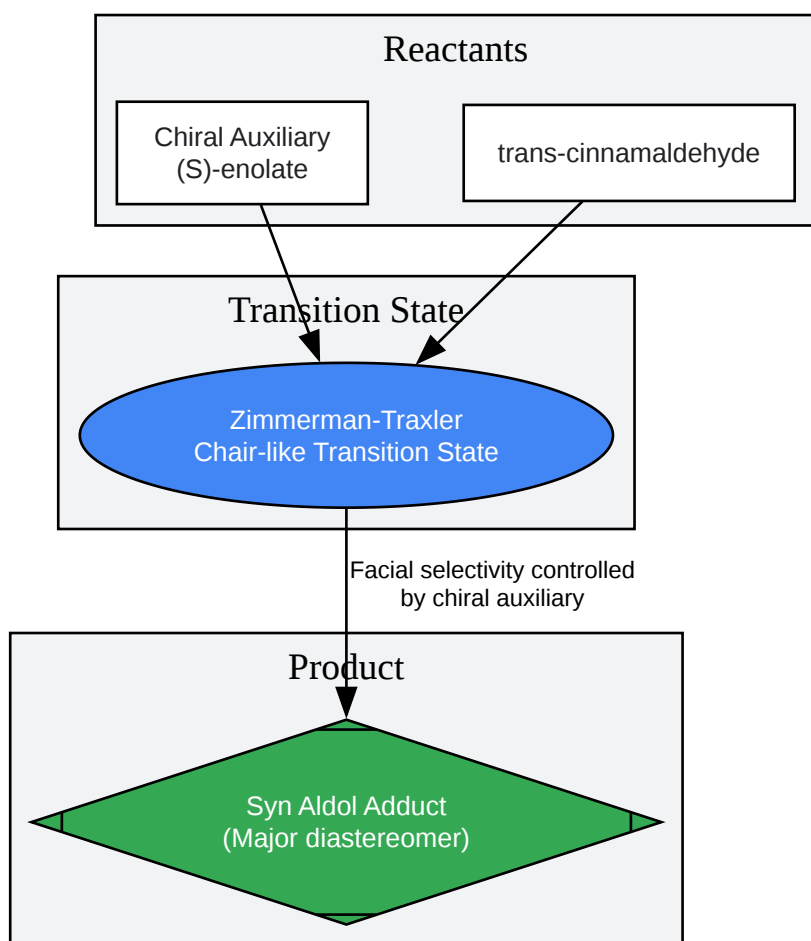 Reactants
Chiral Auxiliary
(S)-enolate
trans-cinnamaldehyde
Transition State
Zimmerman-Traxler
Chair-like Transition State
Facial selectivity controlled
by chiral auxiliary
Product
Syn Aldol Adduct
(Major diastereomer)